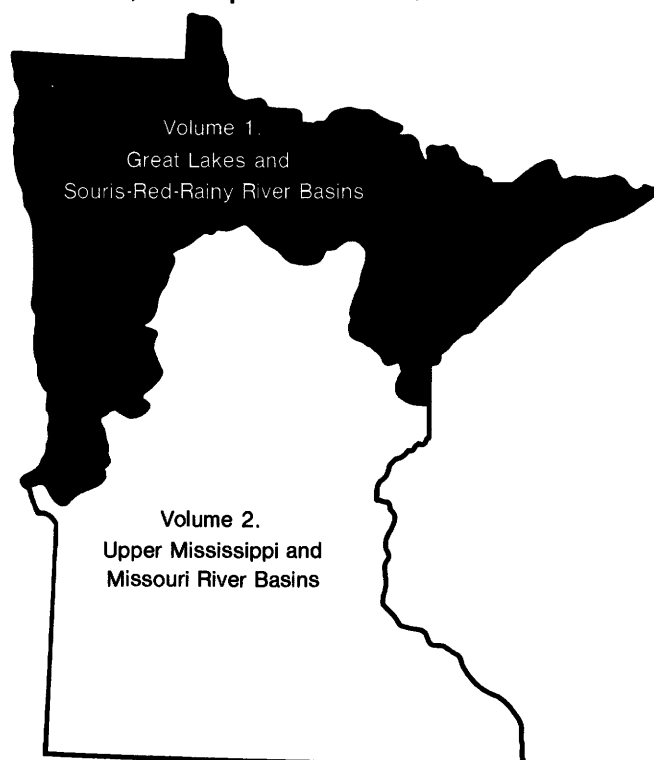 Volume 1.
Great Lakes and
Souris-Red-Rainy River Basins
Volume 2.
Upper Mississippi and
Missouri River Basins